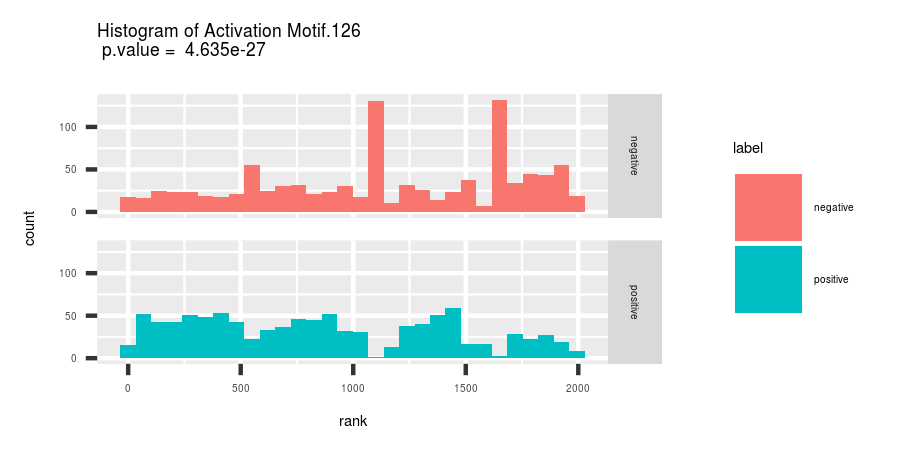 Histogram of Activation Motif.126
p.value = 4.635e-27
count
100
50
0
negative
100
50
0
positive
0 500 1000 1500 2000
rank
label
negative
positive